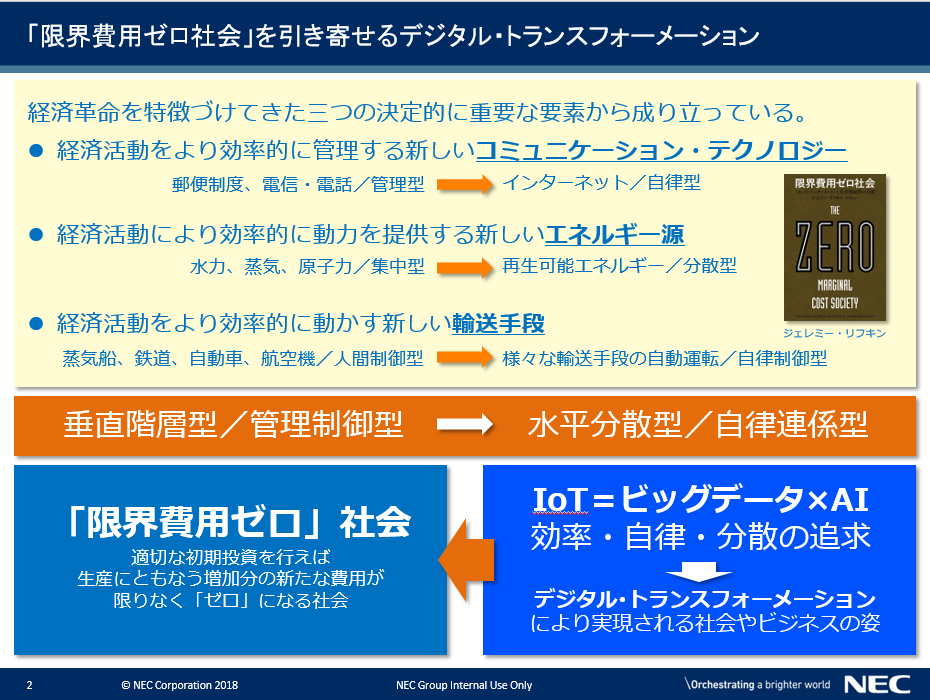 「限界費用ゼロ社会」を引き寄せるデジタル・トランスフォーメーション
経済革命を特徴づけてきた三つの決定的に重要な要素から成り立っている。
● 経済活動をより効率的に管理する新しいコミュニケーション・テクノロジー
郵便制度、電信・電話／管理型
インターネット／自律型
● 経済活動により効率的に動力を提供する新しいエネルギー源
水力、蒸気、原子力／集中型
再生可能エネルギー／分散型
● 経済活動をより効率的に動かす新しい輸送手段
蒸気船、鉄道、自動車、航空機／人間制御型
様々な輸送手段の自動運転／自律制御型
限界費用ゼロ社会
THE
ZERO
MARGINAL
COST SOCIETY
ジェレミー・リフキン
垂直階層型／管理制御型
水平分散型／自律連係型
「限界費用ゼロ」社会
適切な初期投資を行えば
生産にともなう増加分の新たな費用が
限りなく「ゼロ」になる社会
IoT＝ビッグデータ×AI
効率・自律・分散の追求
デジタル・トランスフォーメーション
により実現される社会やビジネスの姿
2
© NEC Corporation 2018
NEC Group Internal Use Only
\Orchestrating a brighter world
NEC